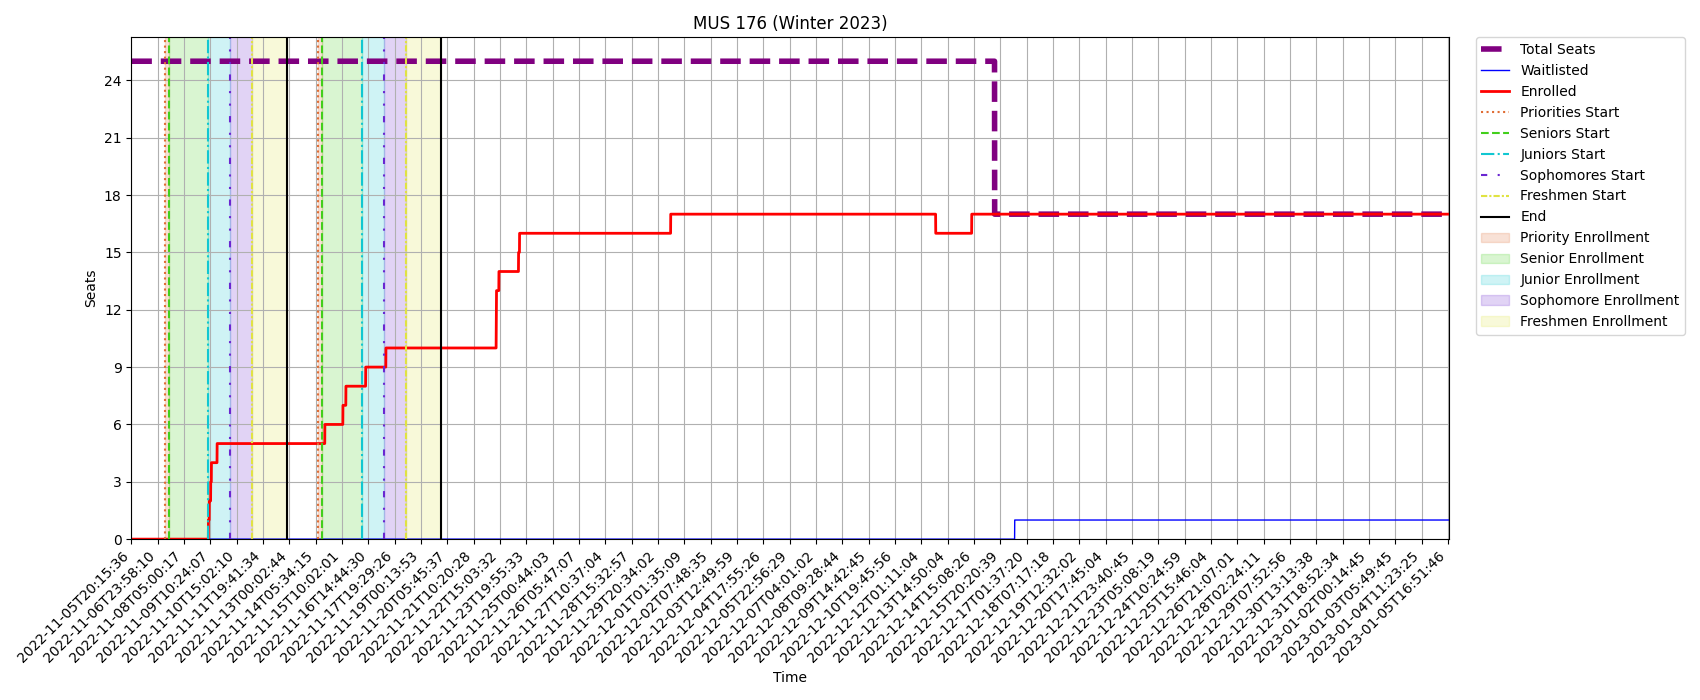 MUS 176 (Winter 2023)
Seats
24
21
18
15
12
9
6
3
0
2022-11-05T20:15:36
2022-11-06T23:58:10
2022-11-08T05:00:17
2022-11-09T10:24:07
2022-11-10T15:02:10
2022-11-11T19:41:34
2022-11-13T00:02:44
2022-11-14T05:34:15
2022-11-15T10:02:01
2022-11-16T14:44:30
2022-11-17T19:29:26
2022-11-19T00:13:53
2022-11-20T05:45:37
2022-11-21T10:20:28
2022-11-22T15:03:32
2022-11-23T19:55:33
2022-11-25T00:44:03
2022-11-26T05:47:07
2022-11-27T10:37:04
2022-11-28T15:32:57
2022-11-29T20:34:02
2022-12-01T01:35:09
2022-12-02T07:48:35
2022-12-03T12:49:59
2022-12-04T17:55:26
2022-12-05T22:56:29
2022-12-07T04:01:02
2022-12-08T09:28:44
2022-12-09T14:42:45
2022-12-10T19:45:56
2022-12-12T01:11:04
2022-12-13T14:50:04
2022-12-14T15:08:26
2022-12-15T20:20:39
2022-12-17T01:37:20
2022-12-18T07:17:18
2022-12-19T12:32:02
2022-12-20T17:45:04
2022-12-21T23:40:45
2022-12-23T05:08:19
2022-12-24T10:24:59
2022-12-25T15:46:04
2022-12-26T21:07:01
2022-12-28T02:24:11
2022-12-29T07:52:56
2022-12-30T13:13:38
2022-12-31T18:52:34
2023-01-02T00:14:45
2023-01-03T05:49:45
2023-01-04T11:23:25
2023-01-05T16:51:46
Time
Total Seats
Waitlisted
Enrolled
Priorities Start
Seniors Start
Juniors Start
Sophomores Start
Freshmen Start
End
Priority Enrollment
Senior Enrollment
Junior Enrollment
Sophomore Enrollment
Freshmen Enrollment